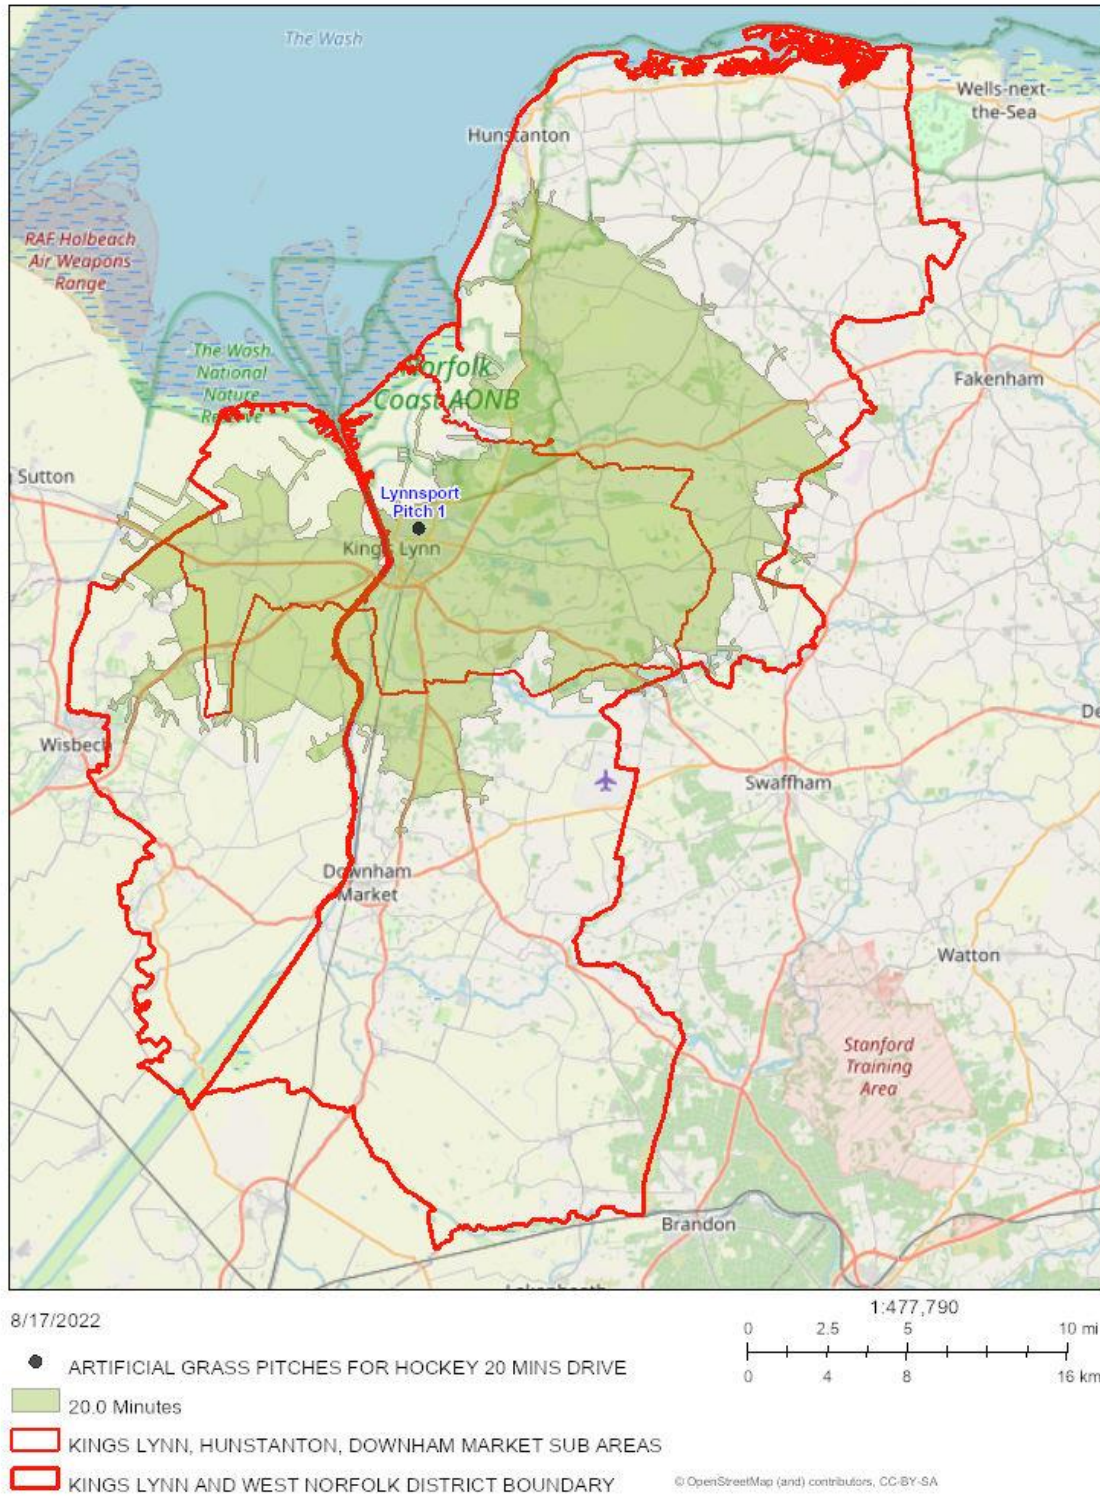 The Wash
Wells-next-
the-Sea
Hunstanton
RAF Holbeach
Air Weapons
Range
The Wash
National
Nature
Reserve
Norfolk
Coast AONB
Fakenham
Sutton
Lynnsport
Pitch 1
King's Lynn
Wisbech
De
Swaffham
Downham
Market
Watton
Stanford
Training
Area
Brandon
8/17/2022
1:477,790
0 2.5 5 10 mi
0 4 8 16 km
ARTIFICIAL GRASS PITCHES FOR HOCKEY 20 MINS DRIVE
20.0 Minutes
KINGS LYNN, HUNSTANTON, DOWNHAM MARKET SUB AREAS
KINGS LYNN AND WEST NORFOLK DISTRICT BOUNDARY
© OpenStreetMap (and) contributors, CC-BY-SA